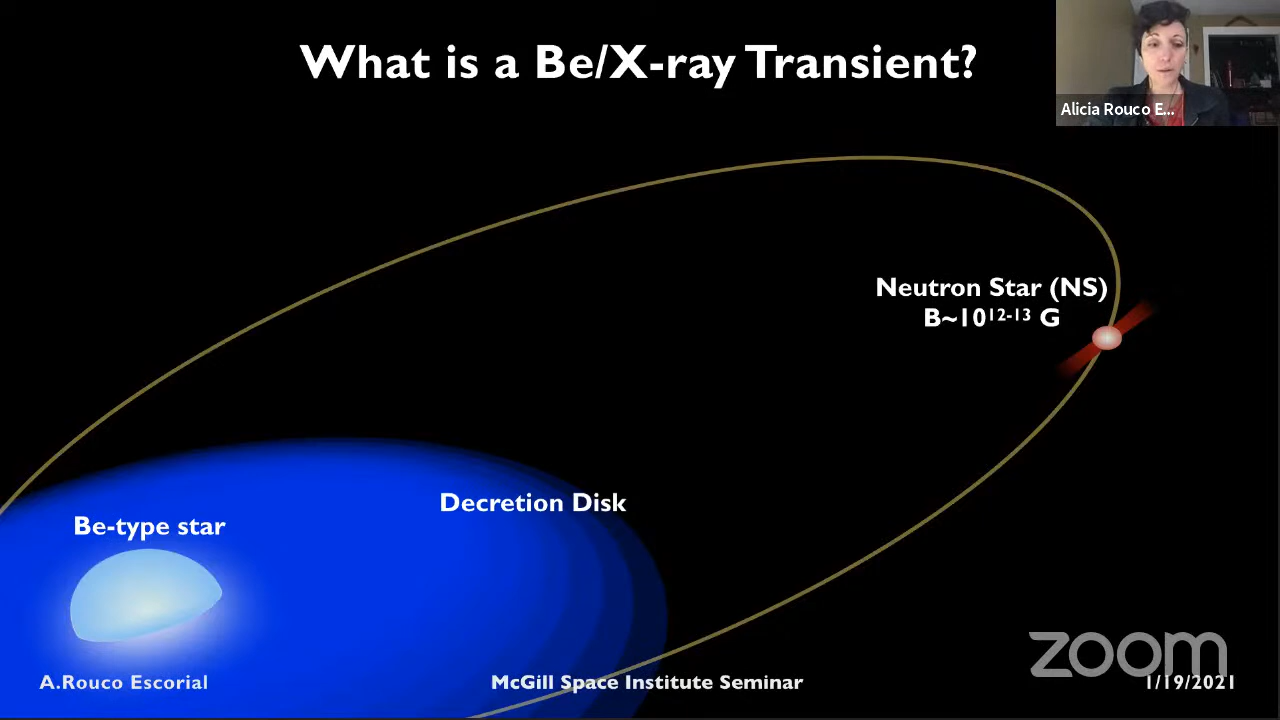 What is a Be/X-ray Transient?
Alicia Rouco E...
Neutron Star (NS)
B~10¹²⁻¹³ G
Decretion Disk
Be-type star
zoom
A.Rouco Escorial
McGill Space Institute Seminar
1/19/2021